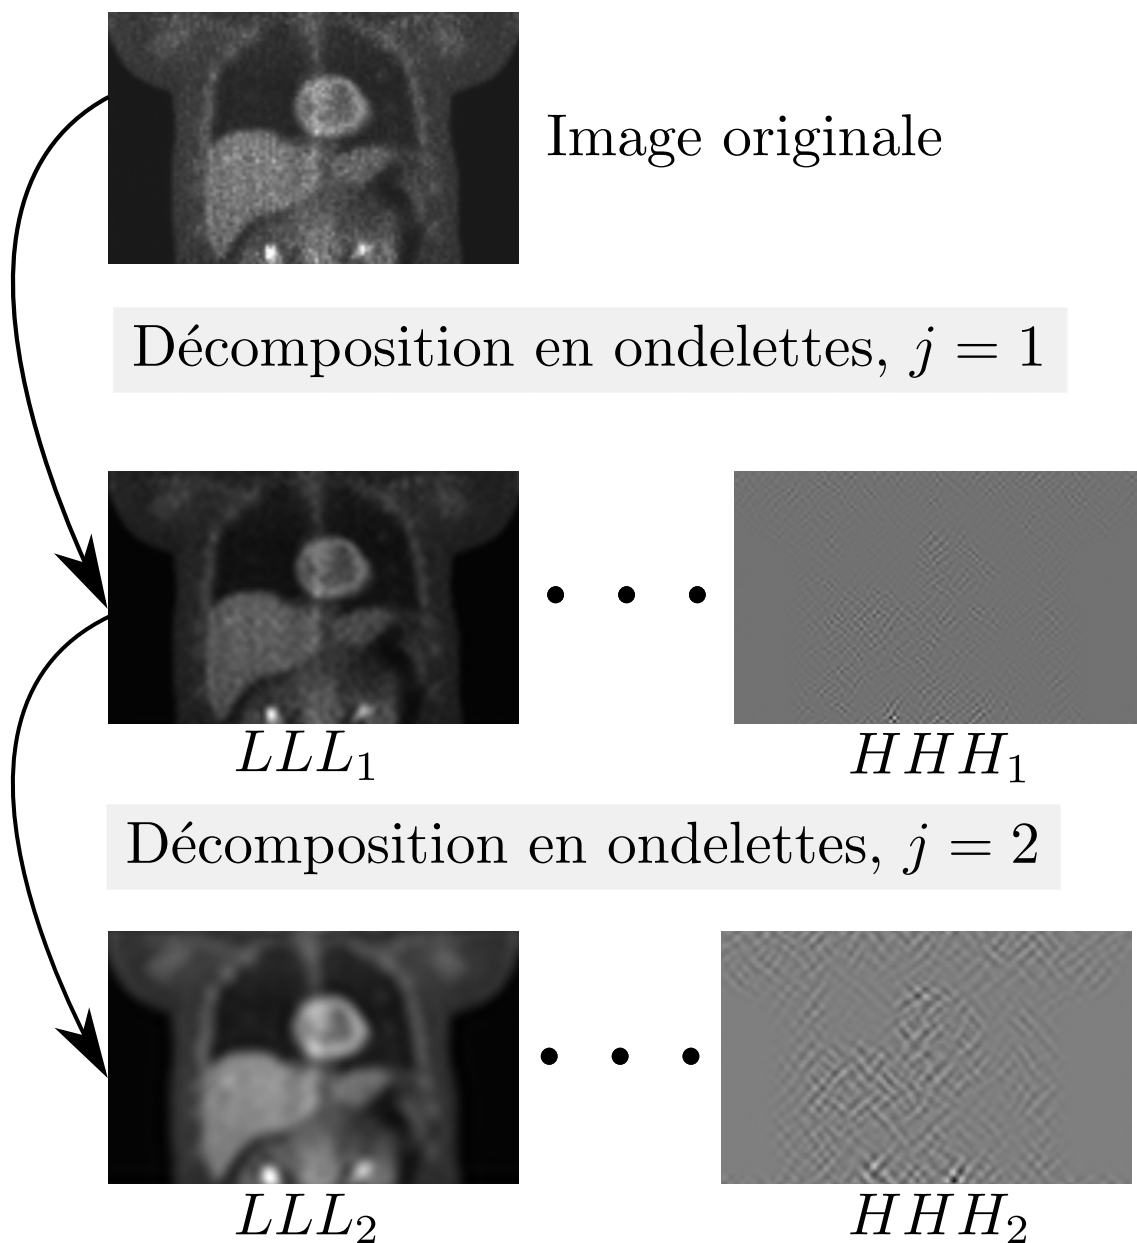 Image originale
Décomposition en ondelettes, j = 1
LLL₁
HHH₁
Décomposition en ondelettes, j = 2
LLL₂
HHH₂